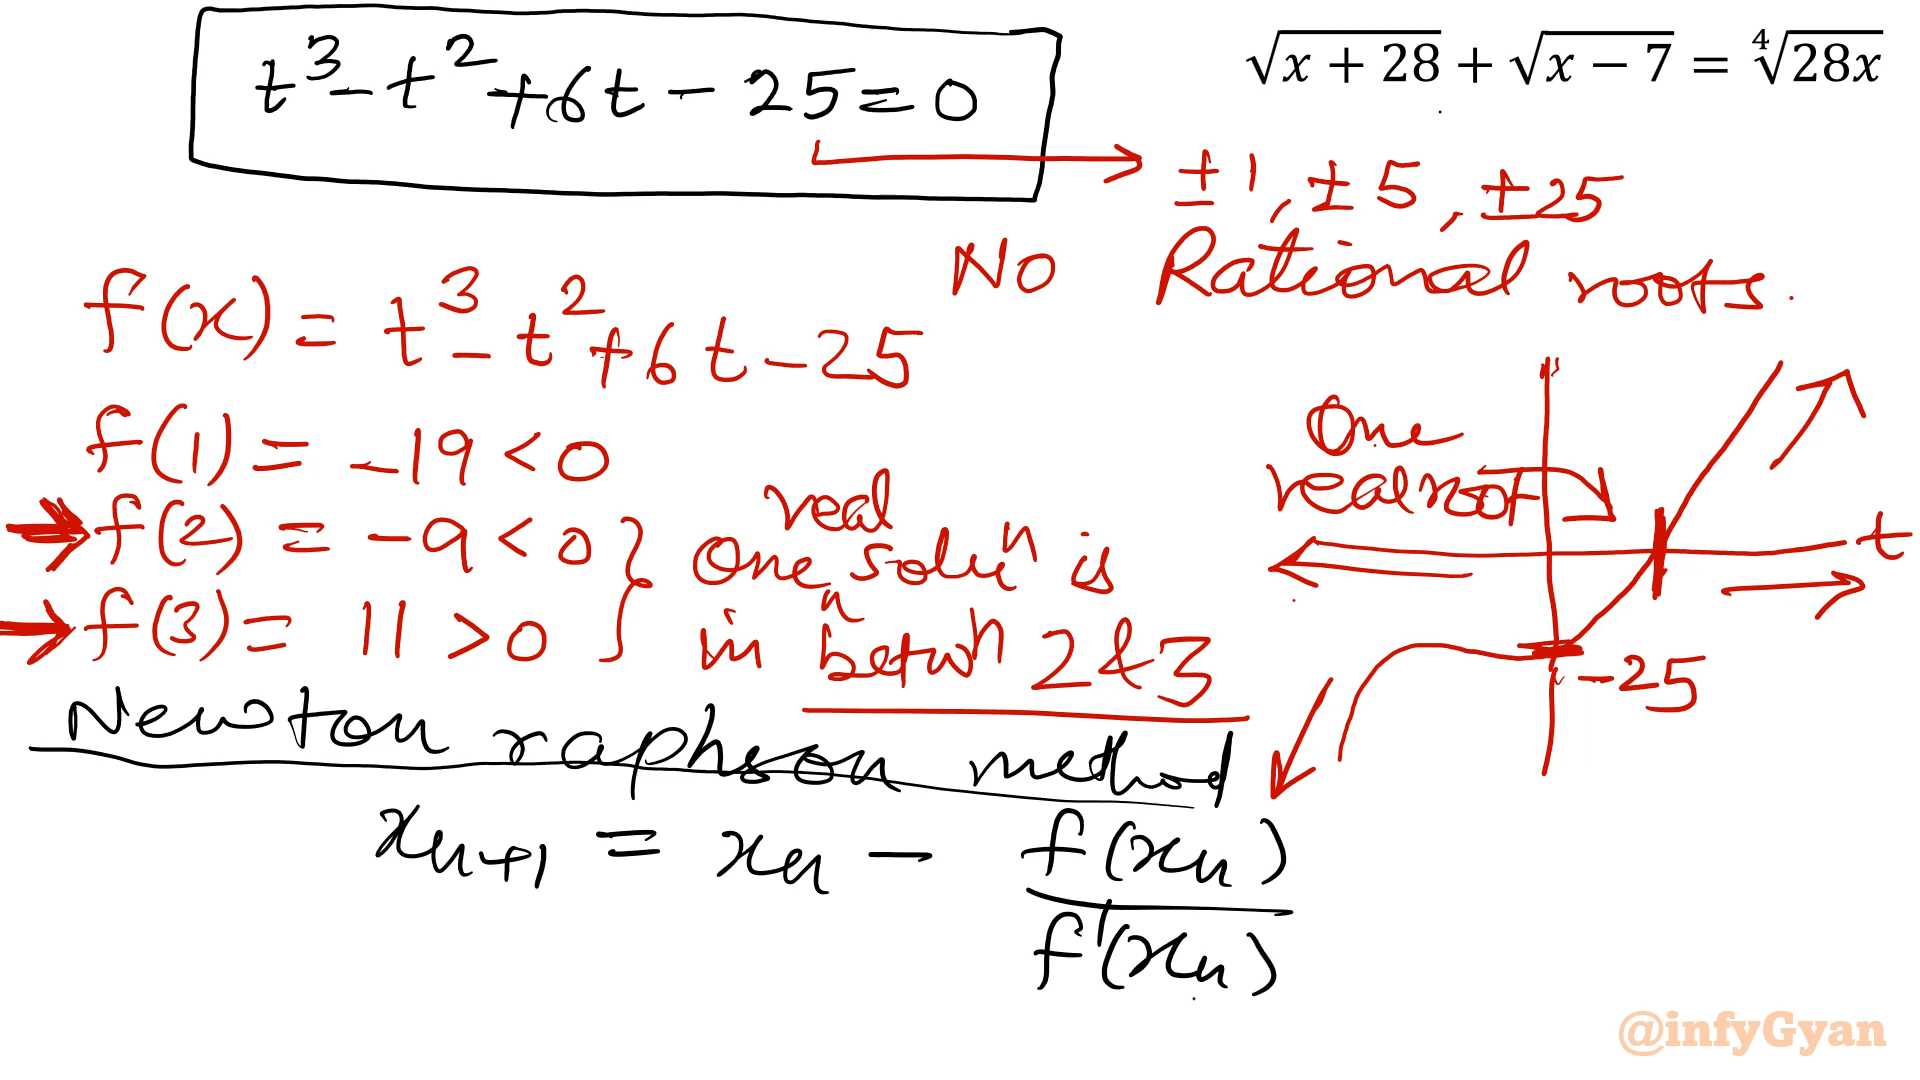 t³ - t² + 6t - 25 = 0
√(x + 28) + √(x − 7) = ⁴√(28x)
±1, ±5, ±25
NO Rational roots.
f(x) = t³ - t² + 6t - 25
f(1) = -19 < 0
f(2) = -9 < 0
f(3) = 11 > 0
real
One soluⁿ is
in betwⁿ 2 & 3
One
real root
t
-25
Newton raphson method
xₙ₊₁ = xₙ - f(xₙ)/f'(xₙ)
@infyGyan